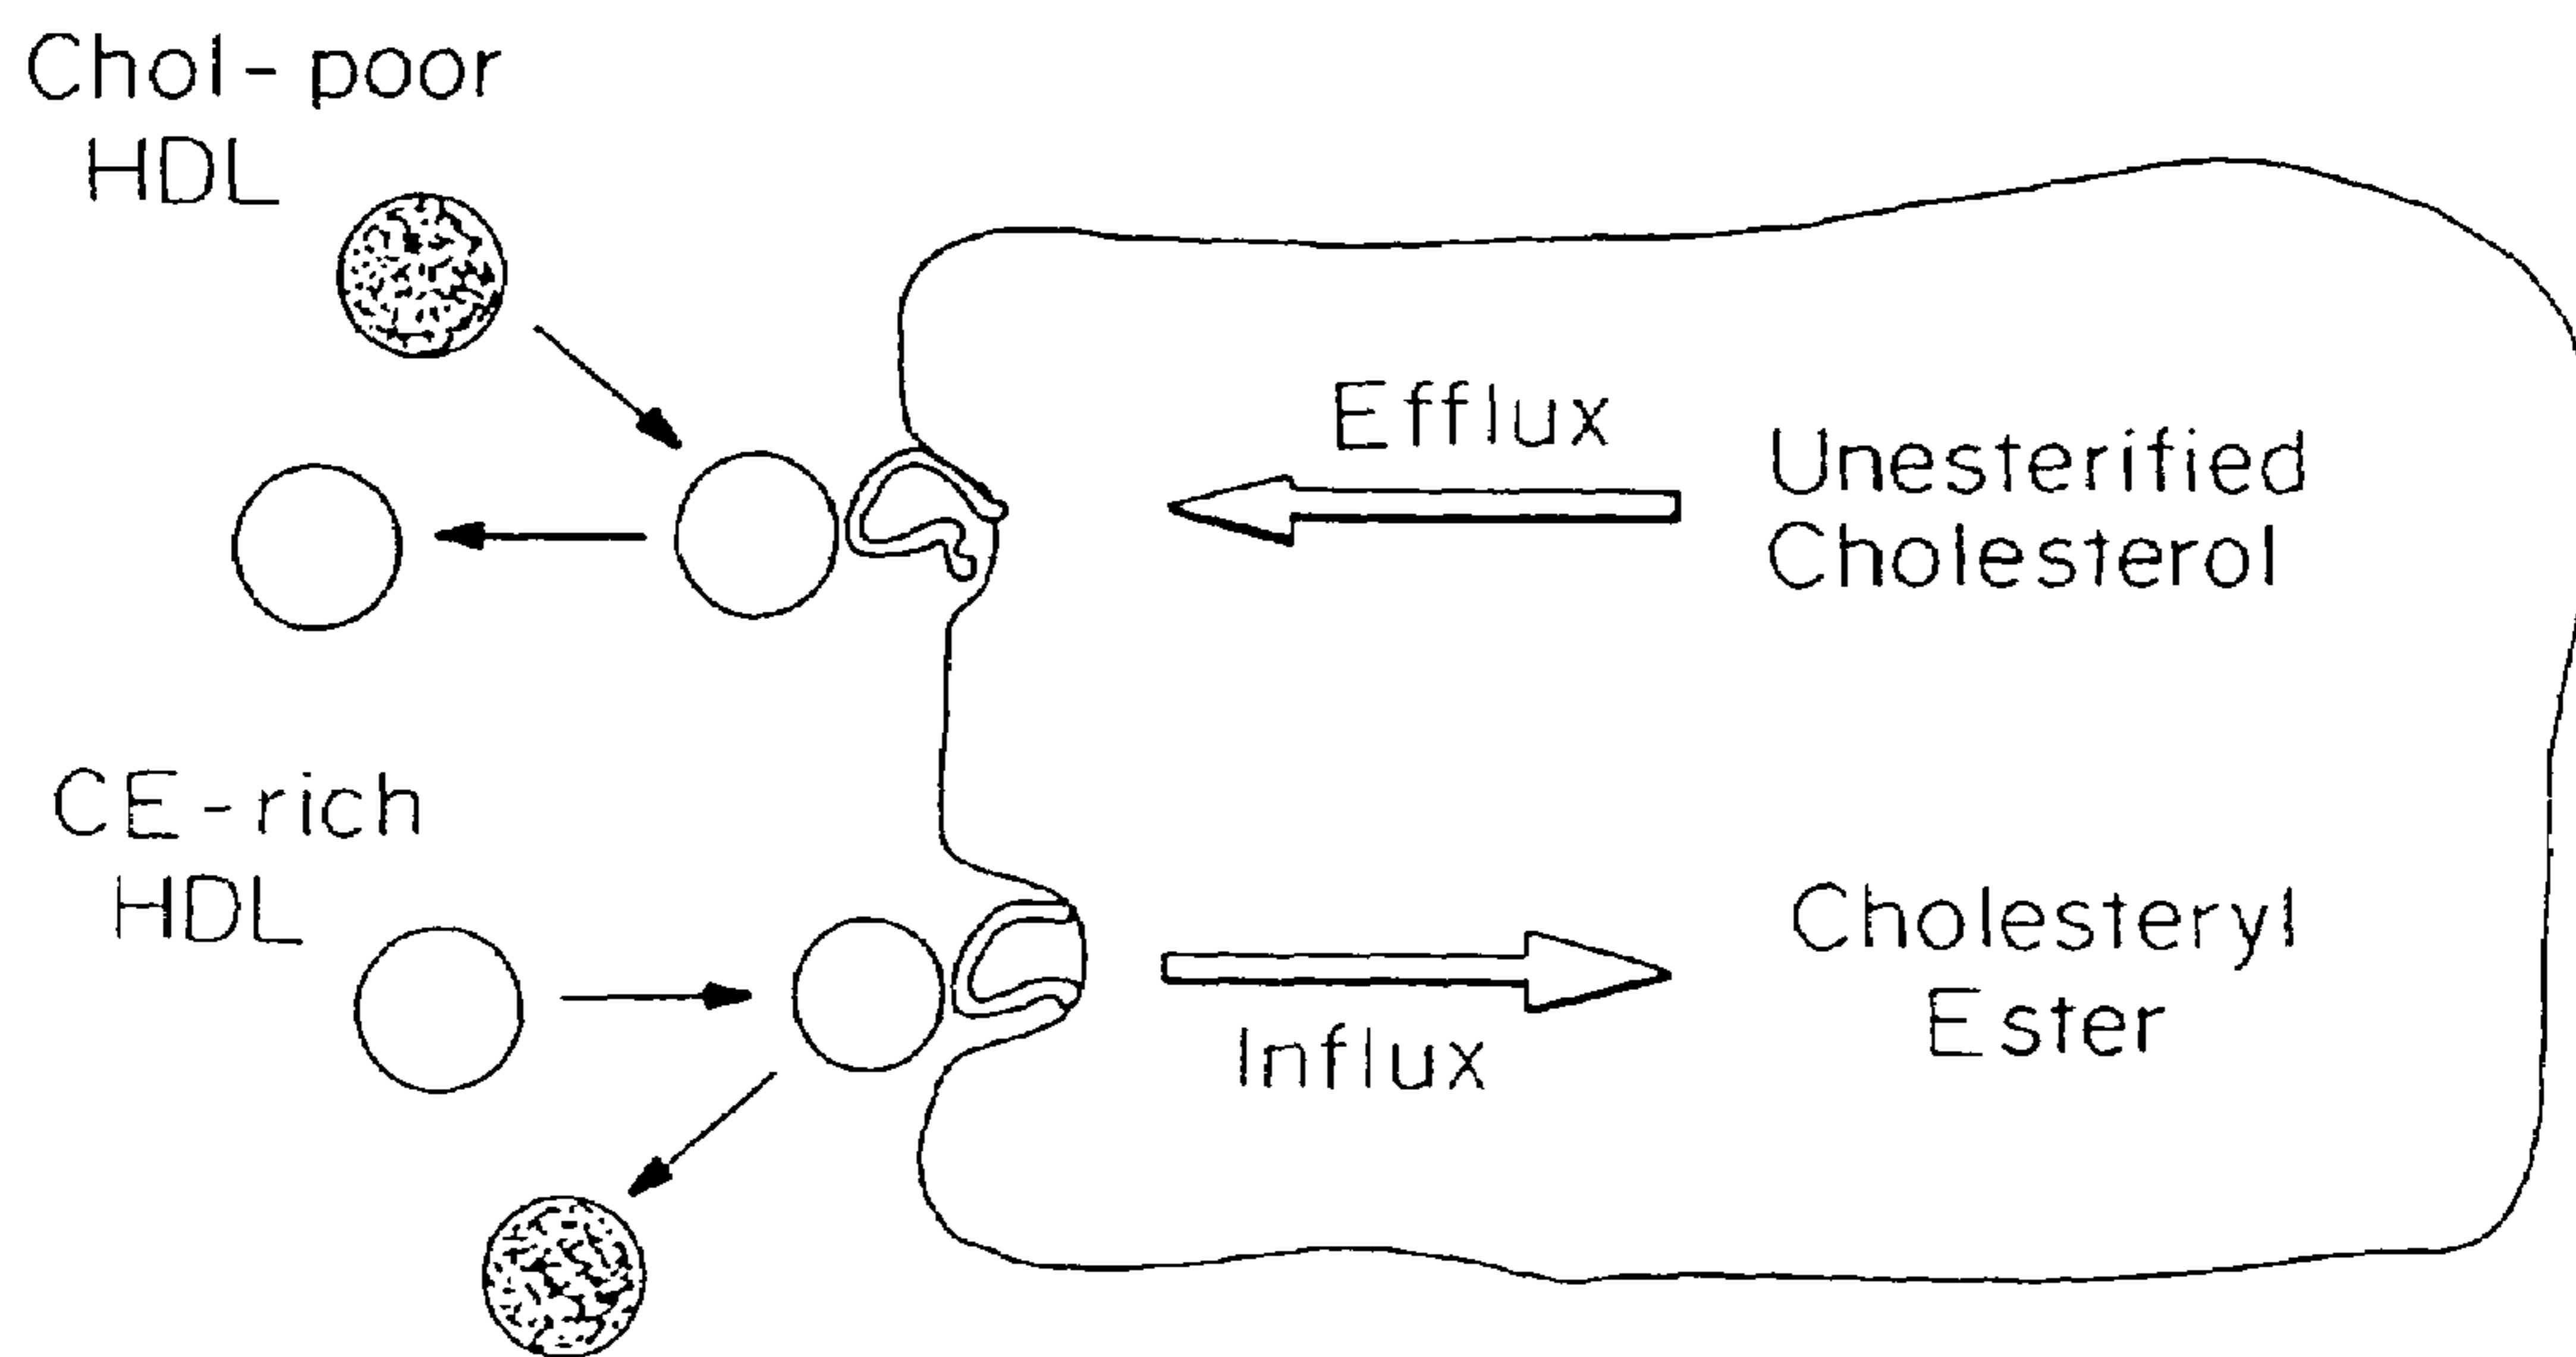 Chol-poor
HDL
Efflux
Unesterified
Cholesterol
CE-rich
HDL
Influx
Cholesteryl
Ester